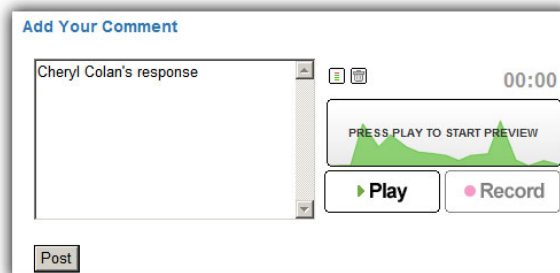 Add Your Comment
Cheryl Colan's response
00:00
PRESS PLAY TO START PREVIEW
Play
Record
Post